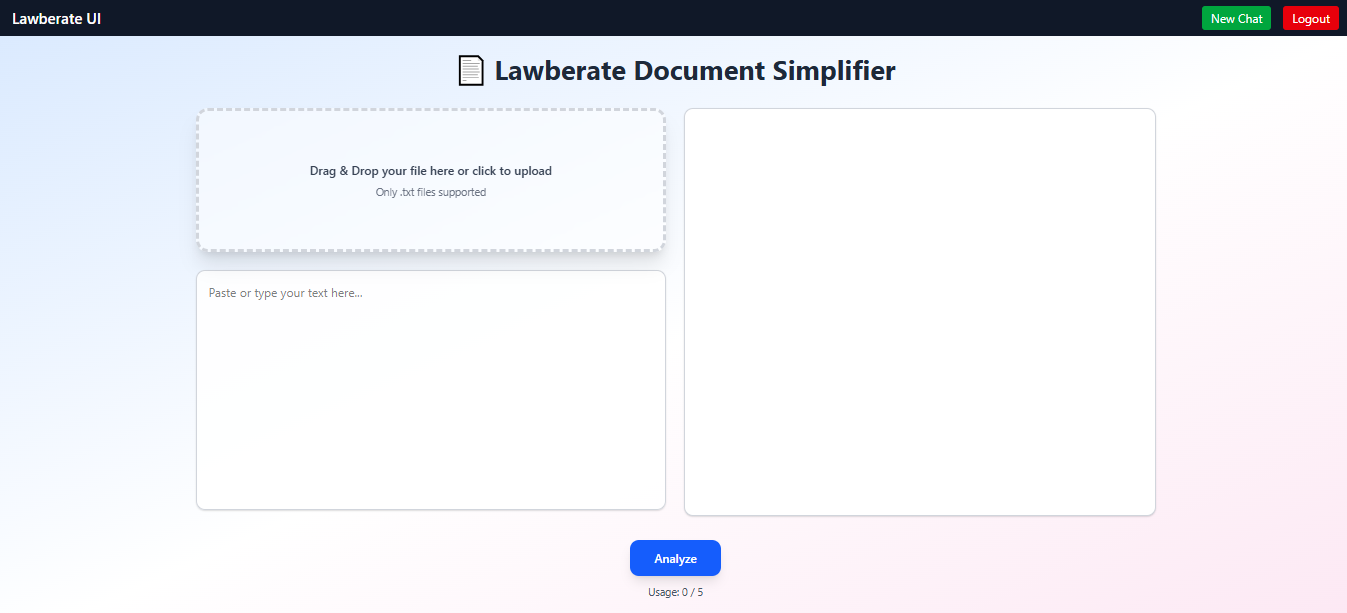 Lawberate UI
New Chat
Logout
Lawberate Document Simplifier
Drag & Drop your file here or click to upload
Only .txt files supported
Paste or type your text here...
Analyze
Usage: 0 / 5